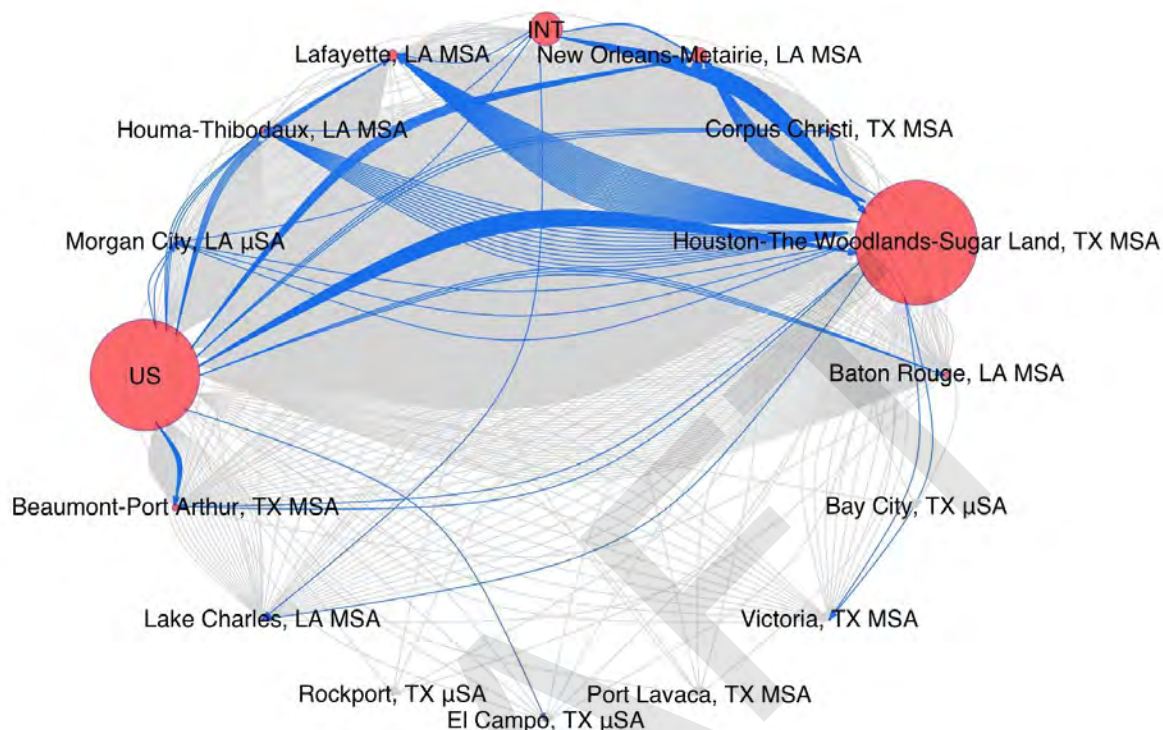 INT
Lafayette, LA MSA
New Orleans-Metairie, LA MSA
Houma-Thibodaux, LA MSA
Corpus Christi, TX MSA
Morgan City, LA µSA
Houston-The Woodlands-Sugar Land, TX MSA
US
Baton Rouge, LA MSA
Beaumont-Port Arthur, TX MSA
Bay City, TX µSA
Lake Charles, LA MSA
Victoria, TX MSA
Rockport, TX µSA
Port Lavaca, TX MSA
El Campo, TX µSA